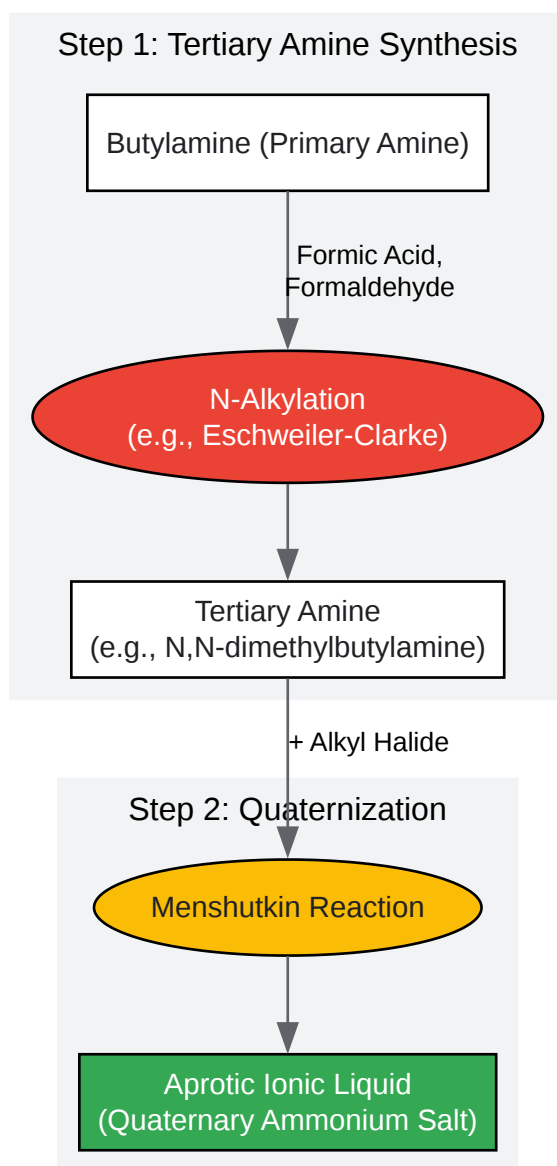 Step 1: Tertiary Amine Synthesis
Butylamine (Primary Amine)
Formic Acid,
Formaldehyde
N-Alkylation
(e.g., Eschweiler-Clarke)
Tertiary Amine
(e.g., N,N-dimethylbutylamine)
+ Alkyl Halide
Step 2: Quaternization
Menshutkin Reaction
Aprotic Ionic Liquid
(Quaternary Ammonium Salt)